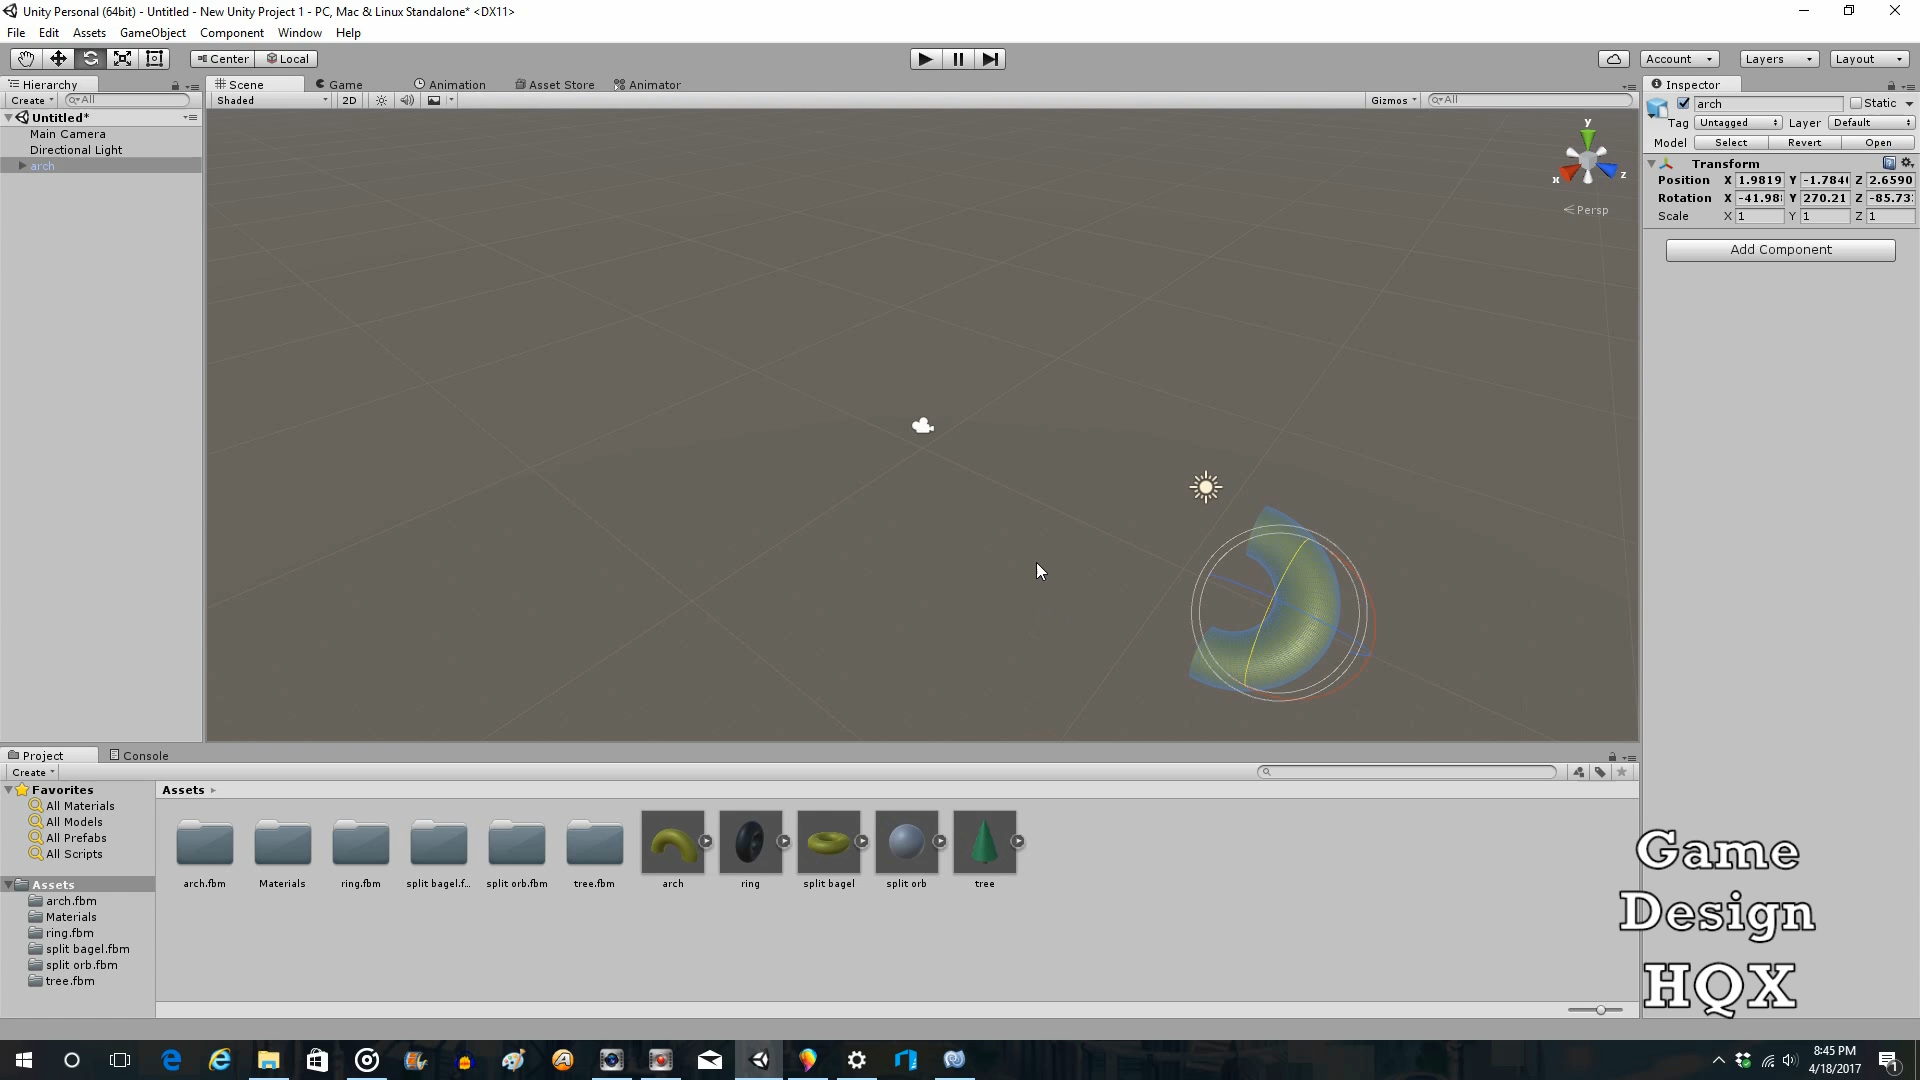 Unity Personal (64bit) - Untitled - New Unity Project 1 - PC, Mac & Linux Standalone* <DX11>
File Edit Assets GameObject Component Window Help
Center Local Account Layers Layout
Hierarchy Scene Game Animation Asset Store Animator Inspector
Create All Shaded 2D Gizmos All arch Static
Untitled*
Tag Untagged Layer Default
Main Camera
Model Select Revert Open
Directional Light
arch
Transform
Position X 1.9819 Y -1.784 Z 2.6590
Rotation X -41.98 Y 270.21 Z -85.73
Scale X 1 Y 1 Z 1
Add Component
y
x z
Persp
Project Console
Create
Favorites
All Materials
All Models
All Prefabs
All Scripts
Assets
arch.fbm
Materials
ring.fbm
split bagel.fbm
split orb.fbm
tree.fbm
Assets
arch.fbm Materials ring.fbm split bagel.f... split orb.fbm tree.fbm arch ring split bagel split orb tree
Game
Design
HQX
8:45 PM
4/18/2017
1